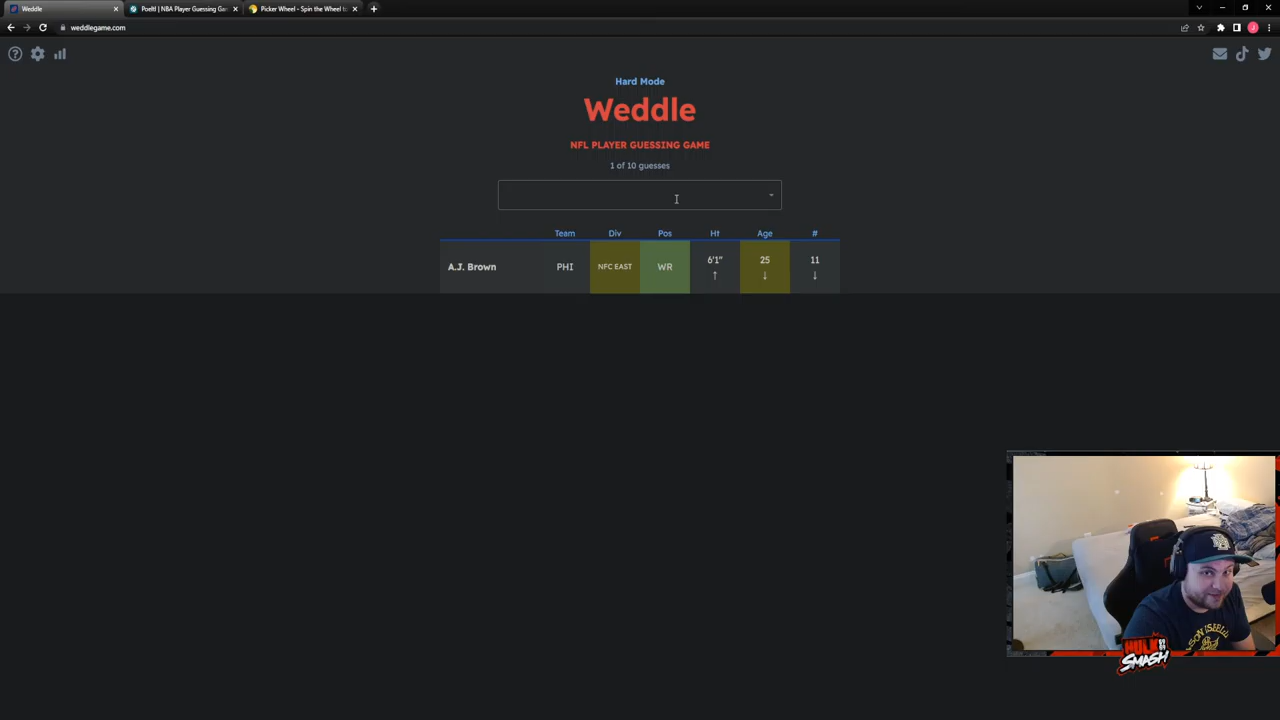 Weddle
Poeltl | NBA Player Guessing Ga
Picker Wheel - Spin the Wheel to
weddlegame.com
J
Hard Mode
Weddle
NFL PLAYER GUESSING GAME
1 of 10 guesses
Team Div Pos Ht Age #
A.J. Brown PHI NFC EAST WR 6'1" 25 11
↑ ↓ ↓
HULK
SMASH